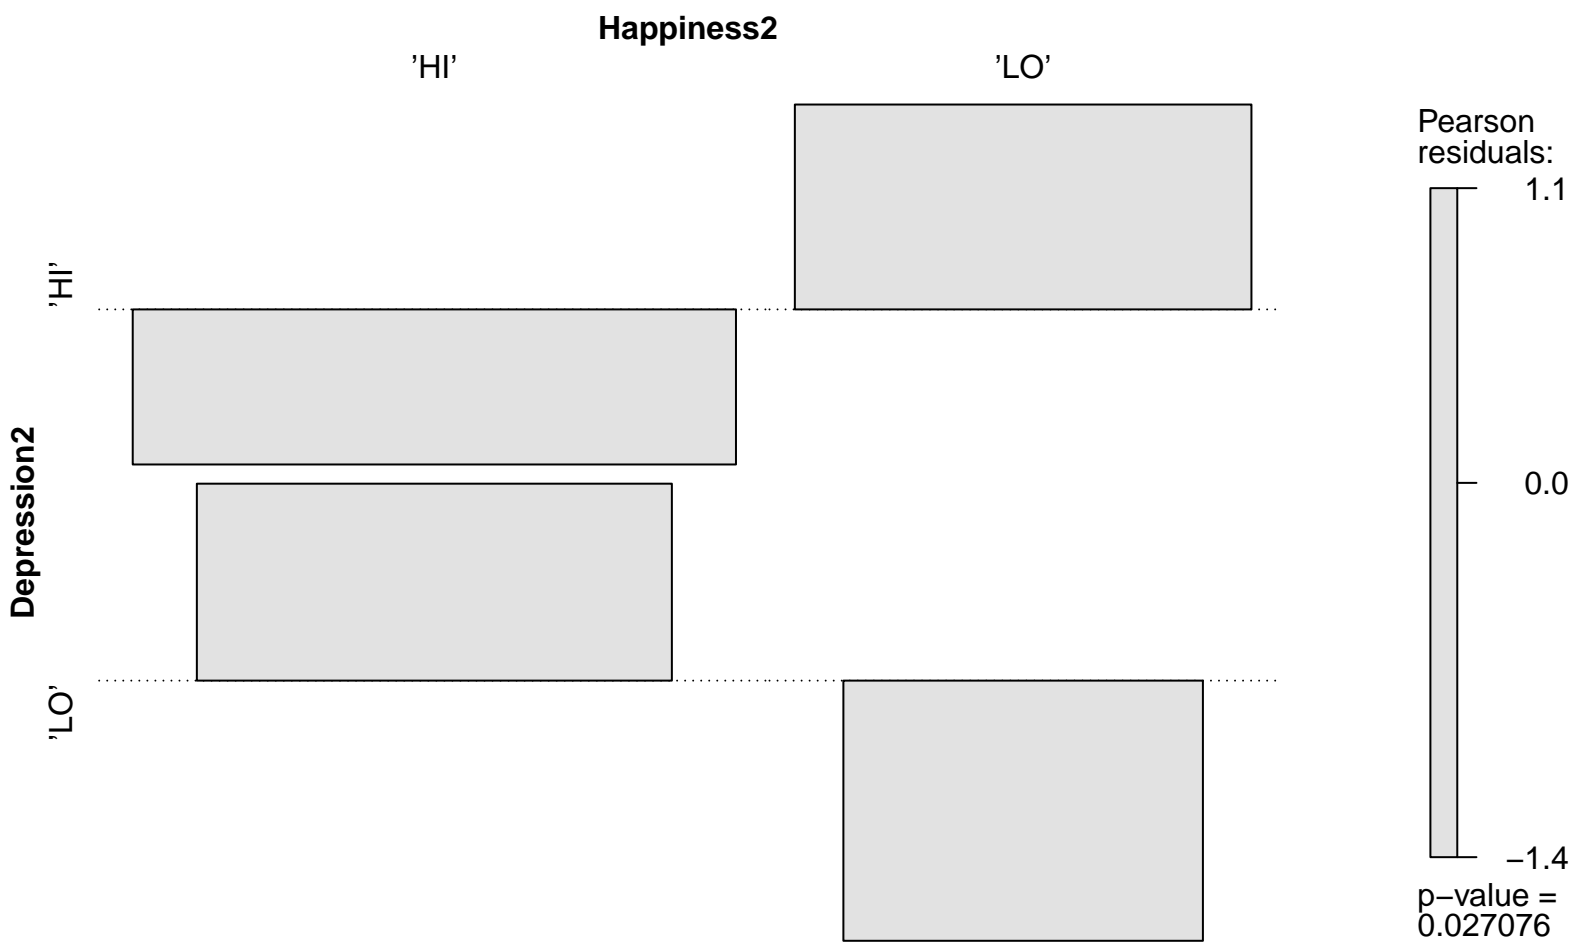 Happiness2
’HI’
’LO’
Depression2
’HI’
’LO’
Pearson
residuals:
1.1
0.0
−1.4
p−value =
0.027076